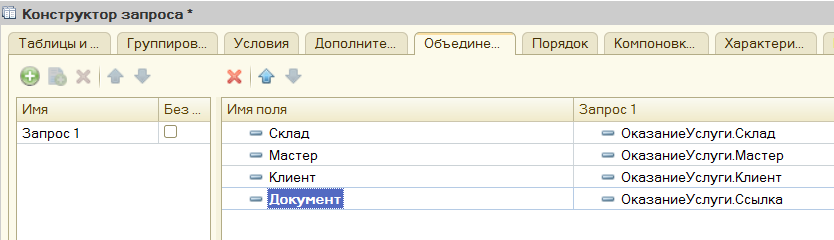 Конструктор запроса *
Таблицы и ... Группиров... Условия Дополните... Объедине... Порядок Компоновк... Характери...
Имя Без ... Имя поля Запрос 1
Запрос 1 Склад ОказаниеУслуги.Склад
Мастер ОказаниеУслуги.Мастер
Клиент ОказаниеУслуги.Клиент
Документ ОказаниеУслуги.Ссылка